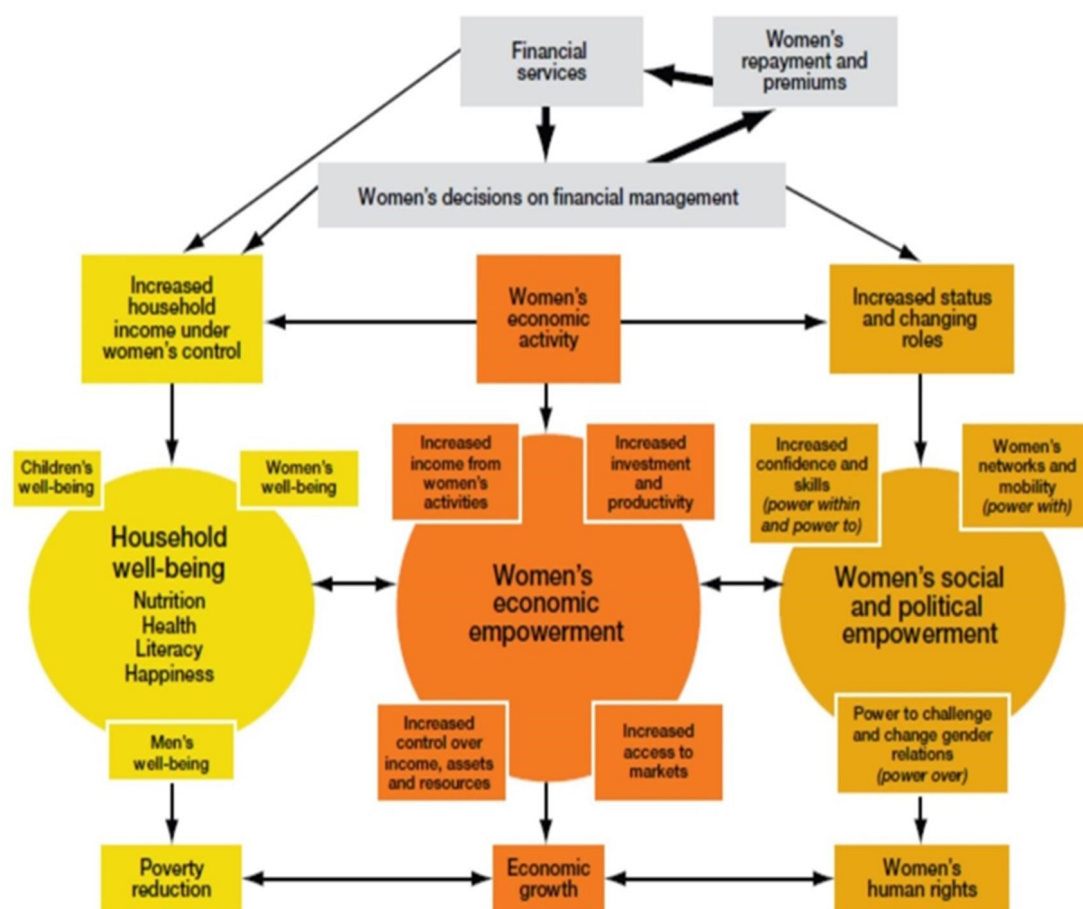 Financial
services
Women's
repayment and
premiums
Women's decisions on financial management
Increased
household
income under
women's control
Women's
economic
activity
Increased status
and changing
roles
Children's
well-being
Women's
well-being
Household
well-being
Nutrition
Health
Literacy
Happiness
Men's
well-being
Increased
income from
women's
activities
Increased
investment
and
productivity
Women's
economic
empowerment
Increased
control over
income, assets
and resources
Increased
access to
markets
Increased
confidence and
skills
(power within
and power to)
Women's
networks and
mobility
(power with)
Women's social
and political
empowerment
Power to challenge
and change gender
relations
(power over)
Poverty
reduction
Economic
growth
Women's
human rights